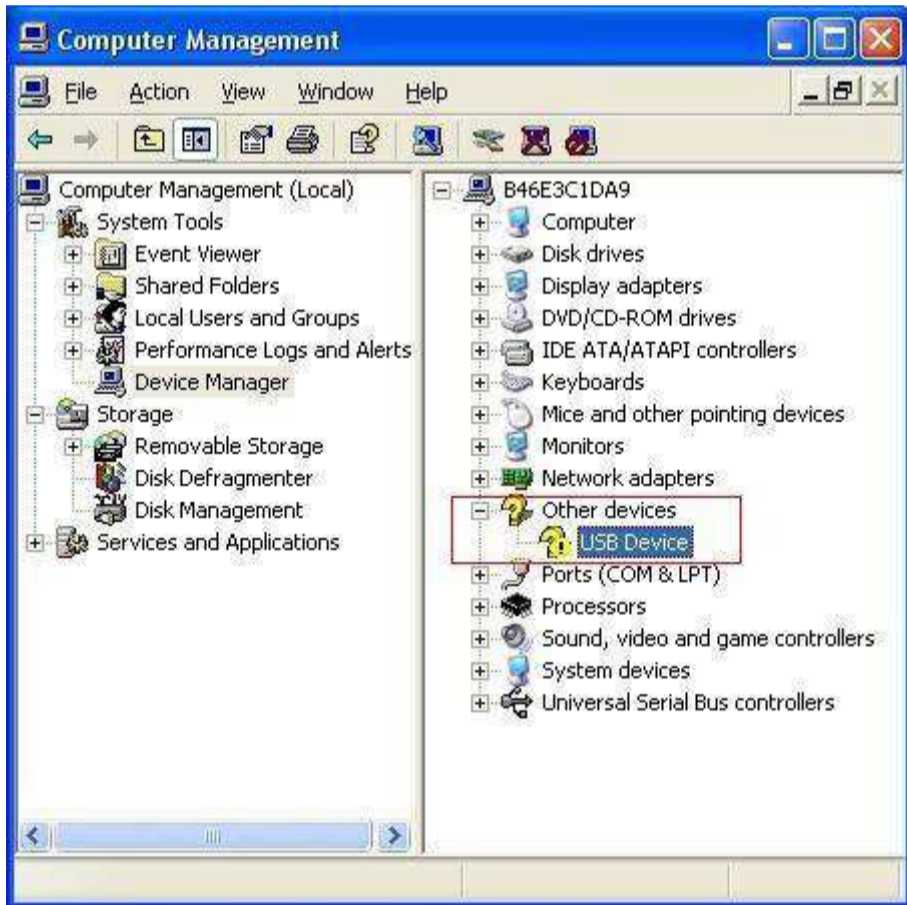 Computer Management
File Action View Window Help
Computer Management (Local)
System Tools
Event Viewer
Shared Folders
Local Users and Groups
Performance Logs and Alerts
Device Manager
Storage
Removable Storage
Disk Defragmenter
Disk Management
Services and Applications
B46E3C1DA9
Computer
Disk drives
Display adapters
DVD/CD-ROM drives
IDE ATA/ATAPI controllers
Keyboards
Mice and other pointing devices
Monitors
Network adapters
Other devices
USB Device
Ports (COM & LPT)
Processors
Sound, video and game controllers
System devices
Universal Serial Bus controllers